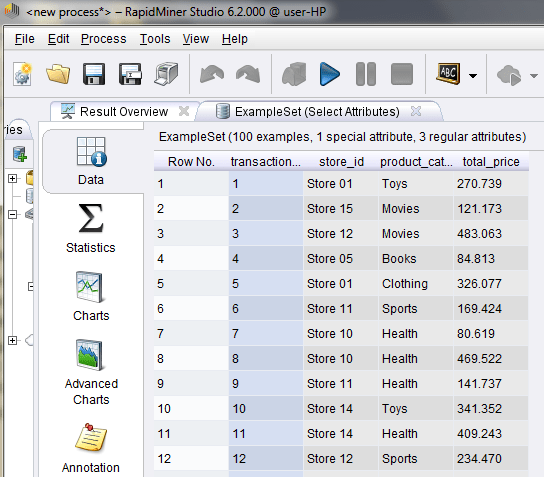 <new process*> – RapidMiner Studio 6.2.000 @ user-HP
File Edit Process Tools View Help
ABC
Result Overview ExampleSet (Select Attributes)
ries
ExampleSet (100 examples, 1 special attribute, 3 regular attributes)
Row No. transaction... store_id product_cat... total_price
1 1 Store 01 Toys 270.739
2 2 Store 15 Movies 121.173
3 3 Store 12 Movies 483.063
4 4 Store 05 Books 84.813
5 5 Store 01 Clothing 326.077
6 6 Store 11 Sports 169.424
7 7 Store 10 Health 80.619
8 8 Store 10 Health 469.522
9 9 Store 11 Health 141.737
10 10 Store 14 Toys 341.352
11 11 Store 14 Health 409.243
12 12 Store 12 Sports 234.470
Data
Statistics
Charts
Advanced
Charts
Annotation